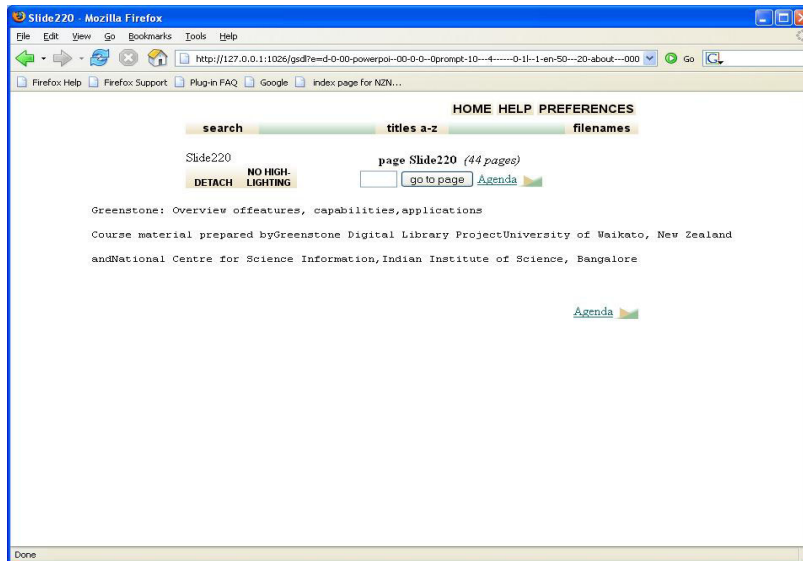 Slide220 - Mozilla Firefox
File Edit View Go Bookmarks Tools Help
http://127.0.0.1:1026/gsdl?e=d-0-00-powerpoi--00-0-0--0prompt-10---4------0-1l--1-en-50---20-about---000 Go
Firefox Help Firefox Support Plug-in FAQ Google index page for NZN...
HOME HELP PREFERENCES
search titles a-z filenames
Slide220
page Slide220 (44 pages)
DETACH NO HIGH-LIGHTING
go to page Agenda
Greenstone: Overview offeatures, capabilities,applications
Course material prepared byGreenstone Digital Library ProjectUniversity of Waikato, New Zealand
andNational Centre for Science Information,Indian Institute of Science, Bangalore
Agenda
Done